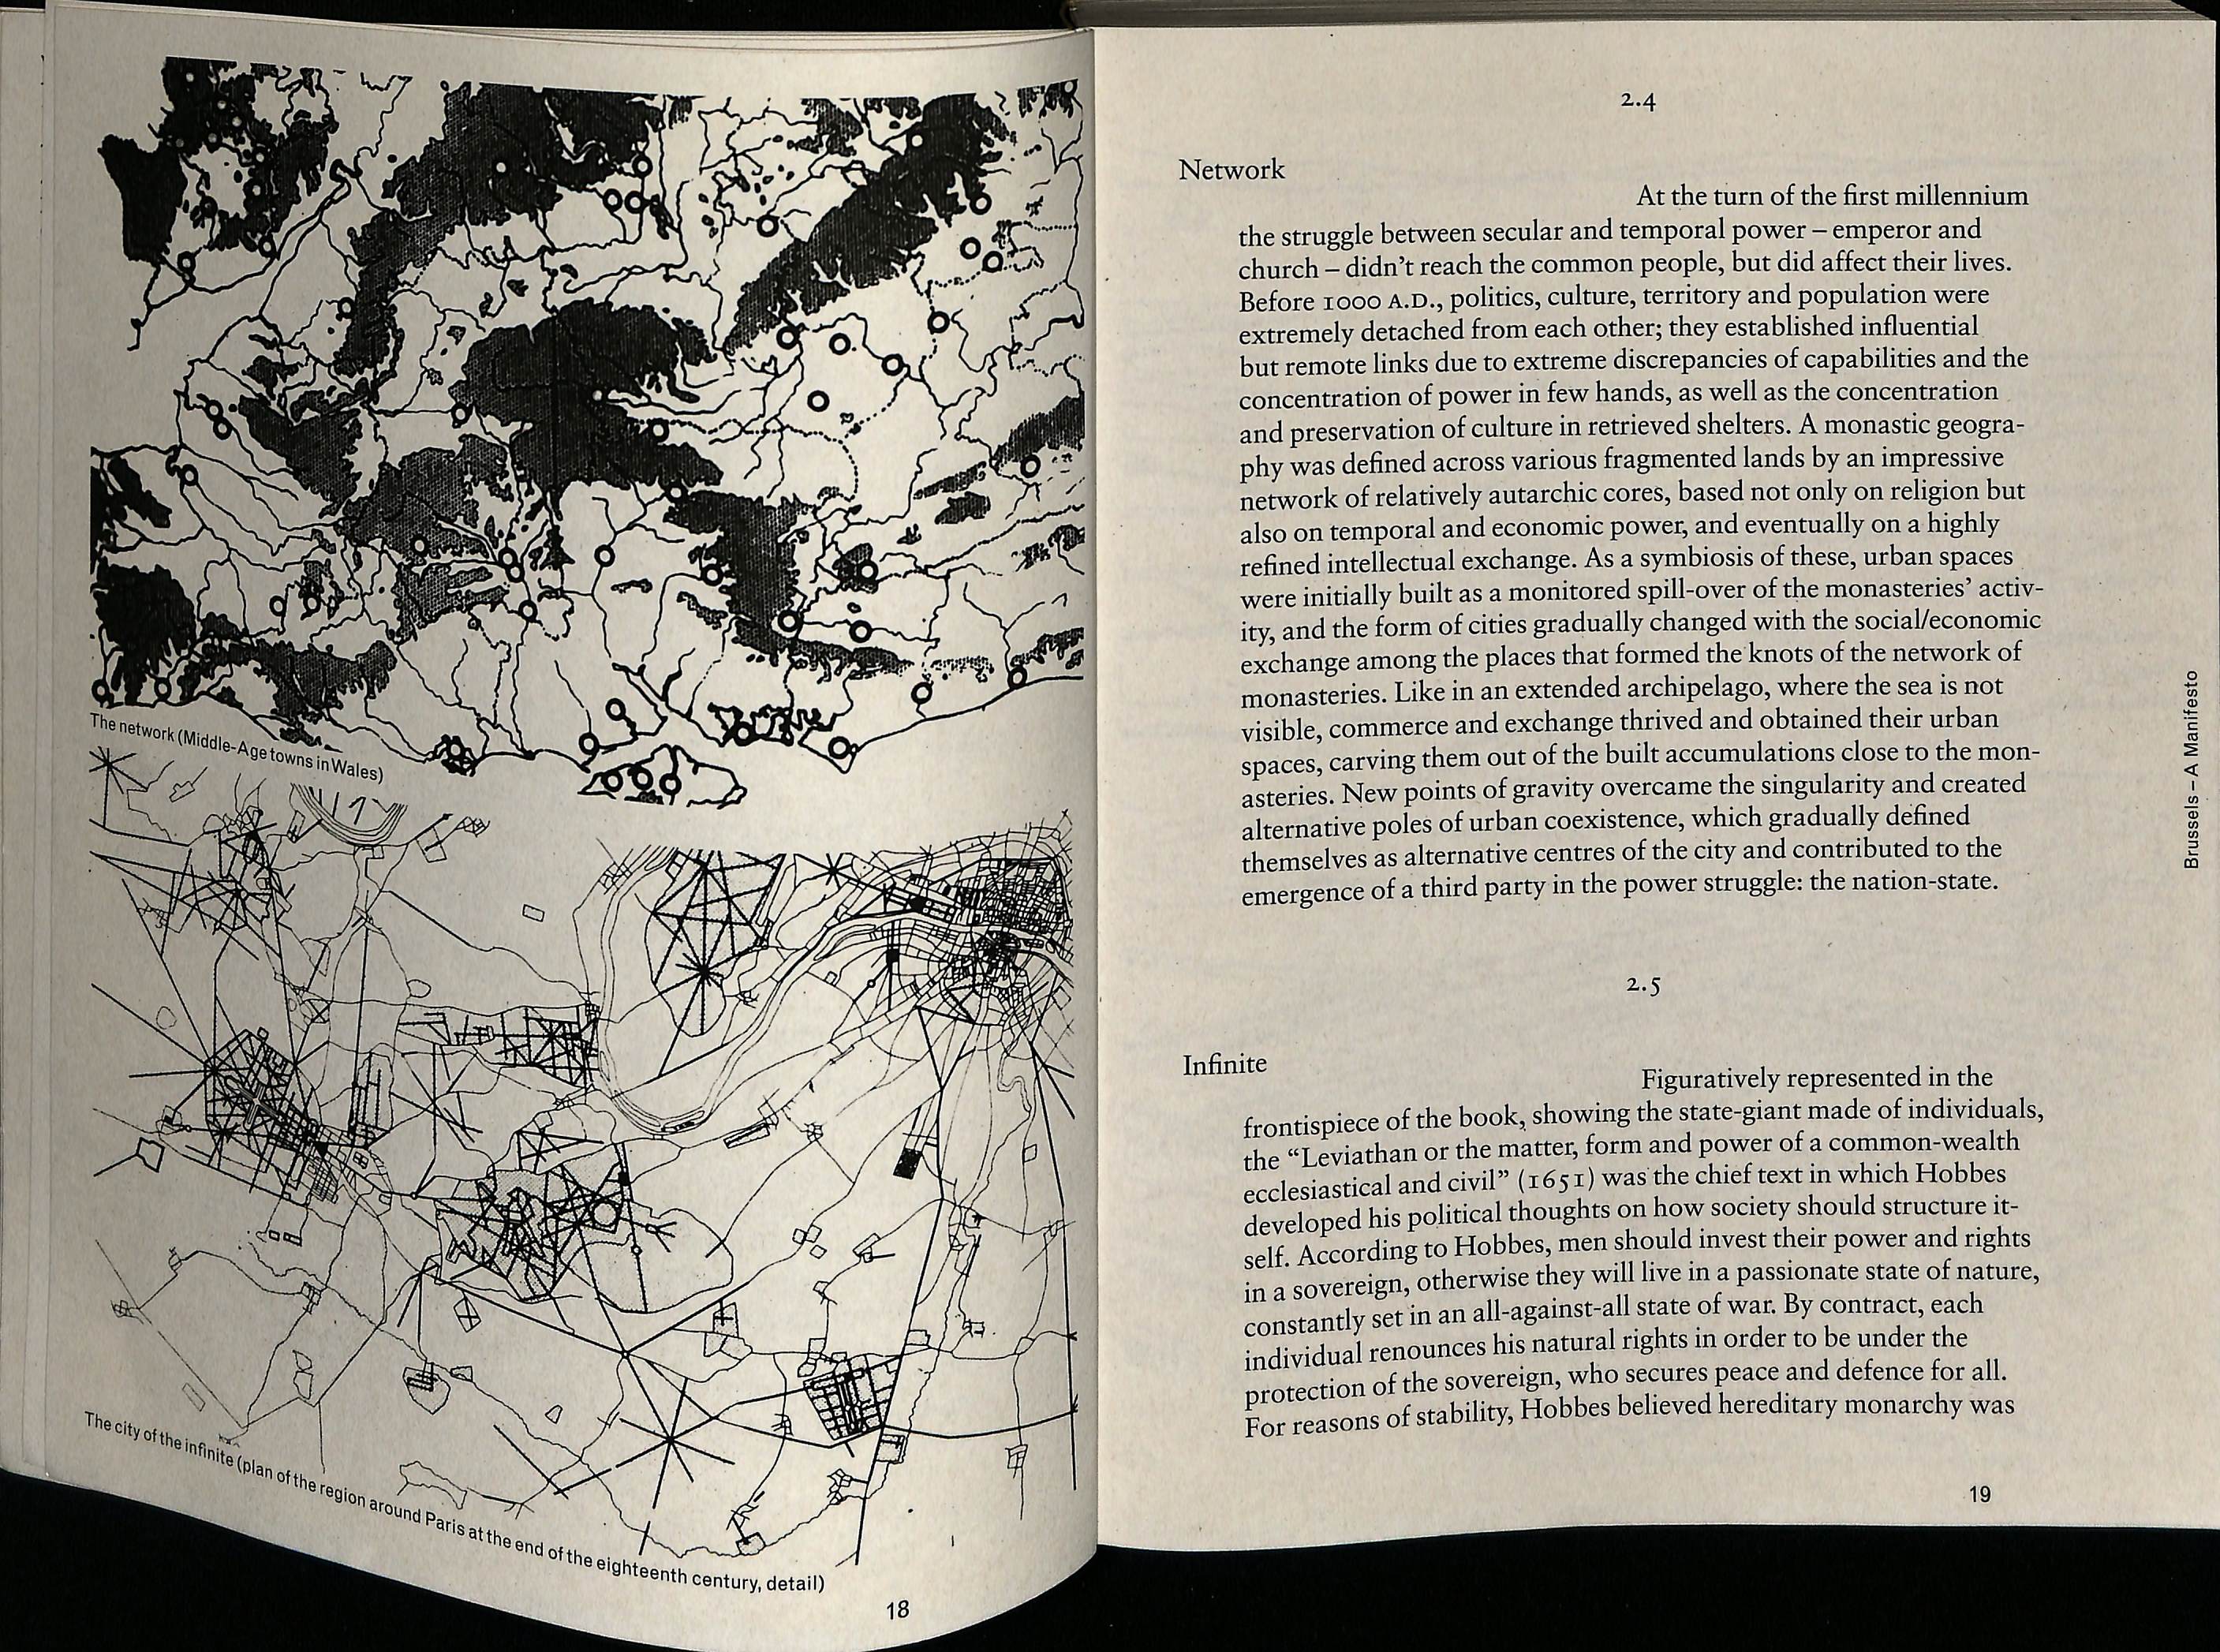 The network (Middle-Age towns in Wales)
The city of the infinite (plan of the region around Paris at the end of the eighteenth century, detail)
18
2.4
Network
At the turn of the first millennium
the struggle between secular and temporal power – emperor and
church – didn't reach the common people, but did affect their lives.
Before 1000 A.D., politics, culture, territory and population were
extremely detached from each other; they established influential
but remote links due to extreme discrepancies of capabilities and the
concentration of power in few hands, as well as the concentration
and preservation of culture in retrieved shelters. A monastic geogra-
phy was defined across various fragmented lands by an impressive
network of relatively autarchic cores, based not only on religion but
also on temporal and economic power, and eventually on a highly
refined intellectual exchange. As a symbiosis of these, urban spaces
were initially built as a monitored spill-over of the monasteries' activ-
ity, and the form of cities gradually changed with the social/economic
exchange among the places that formed the knots of the network of
monasteries. Like in an extended archipelago, where the sea is not
visible, commerce and exchange thrived and obtained their urban
spaces, carving them out of the built accumulations close to the mon-
asteries. New points of gravity overcame the singularity and created
alternative poles of urban coexistence, which gradually defined
themselves as alternative centres of the city and contributed to the
emergence of a third party in the power struggle: the nation-state.
2.5
Infinite
Figuratively represented in the
frontispiece of the book, showing the state-giant made of individuals,
the “Leviathan or the matter, form and power of a common-wealth
ecclesiastical and civil” (1651) was the chief text in which Hobbes
developed his political thoughts on how society should structure it-
self. According to Hobbes, men should invest their power and rights
in a sovereign, otherwise they will live in a passionate state of nature,
constantly set in an all-against-all state of war. By contract, each
individual renounces his natural rights in order to be under the
protection of the sovereign, who secures peace and defence for all.
For reasons of stability, Hobbes believed hereditary monarchy was
19
Brussels – A Manifesto